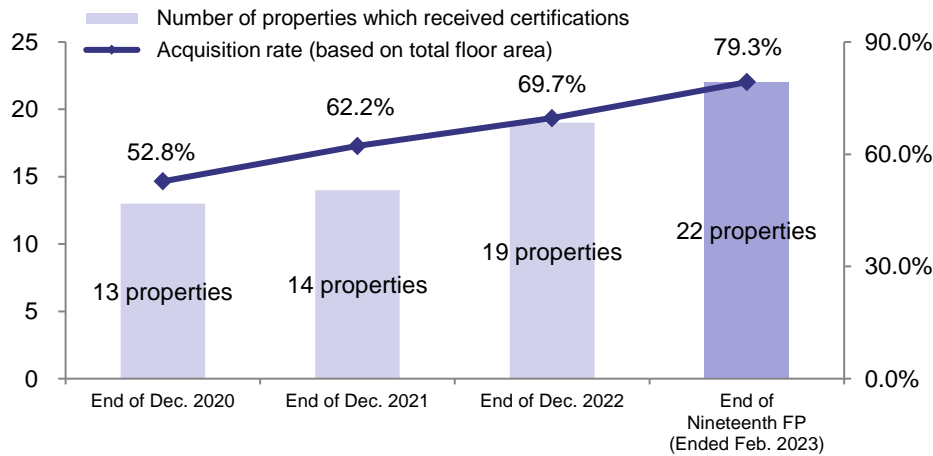 Number of properties which received certifications
Acquisition rate (based on total floor area)
25
20
15
10
5
0
90.0%
60.0%
30.0%
0.0%
52.8%
62.2%
69.7%
79.3%
13 properties
14 properties
19 properties
22 properties
End of Dec. 2020
End of Dec. 2021
End of Dec. 2022
End of
Nineteenth FP
(Ended Feb. 2023)